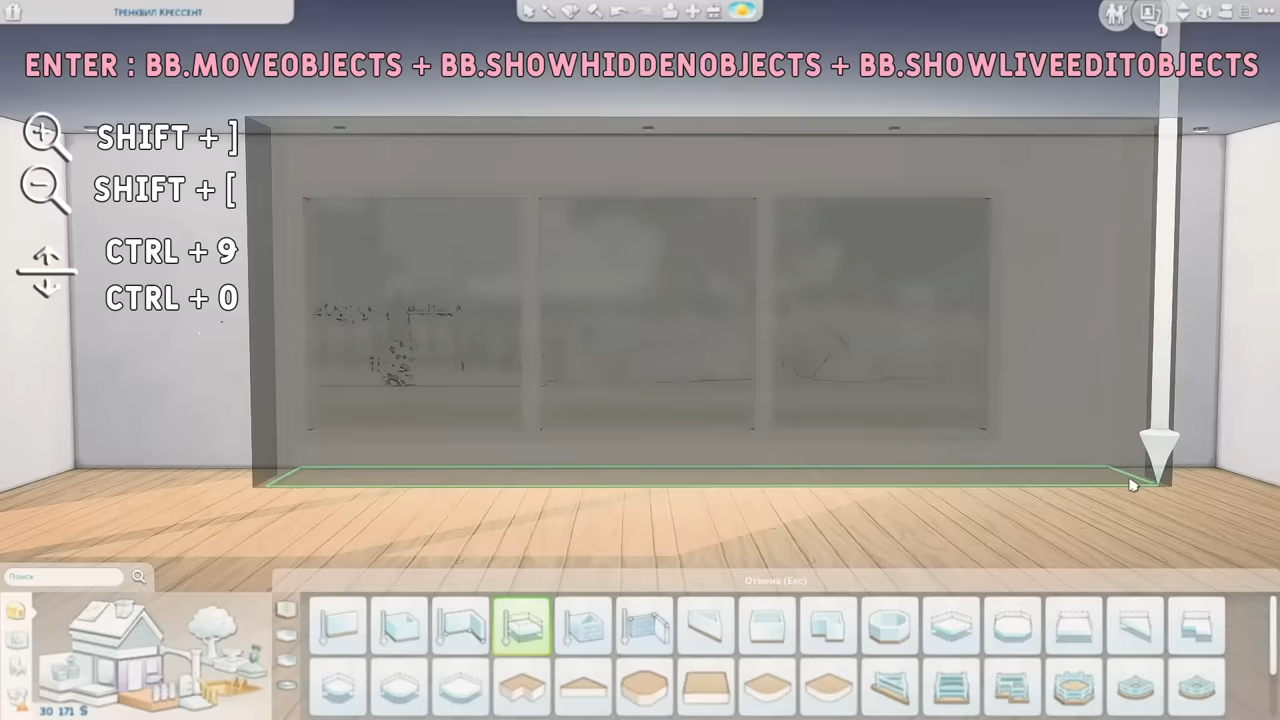 Тренквил Крессент
ENTER : BB.MOVEOBJECTS + BB.SHOWHIDDENOBJECTS + BB.SHOWLIVEEDITOBJECTS
SHIFT + ]
SHIFT + [
CTRL + 9
CTRL + 0
Отмена (Esc)
Поиск
30 171 §